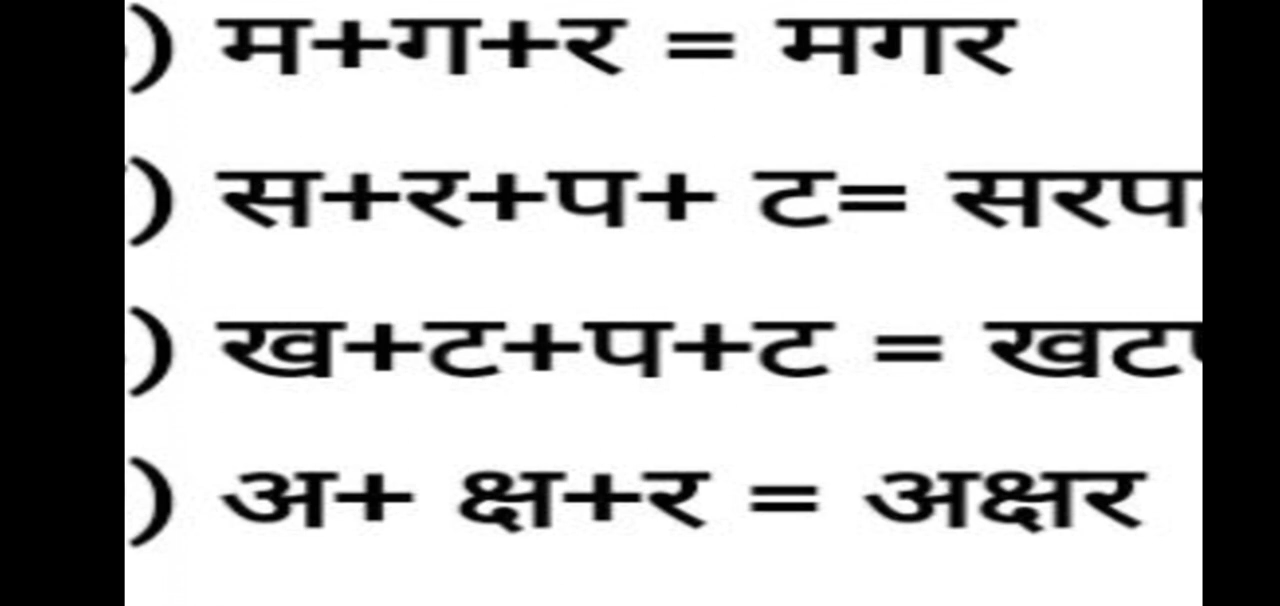 ) म+ग+र = मगर
) स+र+प+ ट= सरप
) ख+ट+प+ट = खट
) अ+ क्ष+र = अक्षर